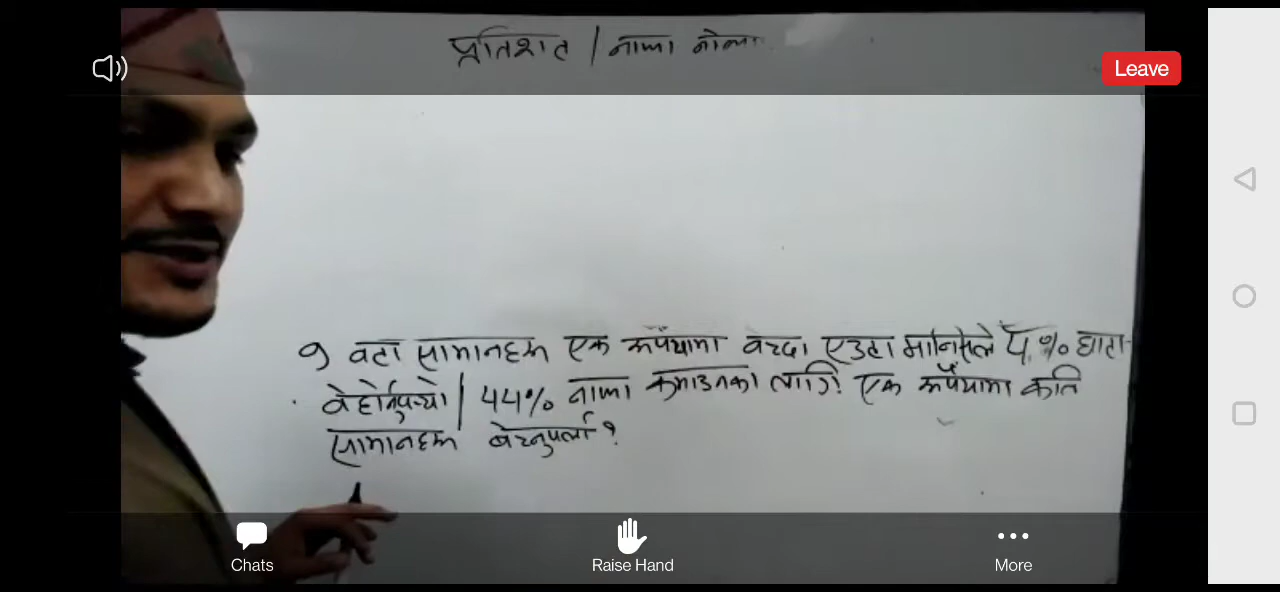 प्रतिशत / नाफा
Leave
९ वटा सामानहरू एक रूपैयामा बेच्दा एउटा मानिसले ४% घाटा
बेहोर्नुपर्‍यो । ४४% नाफा कमाउनका लागि एक रूपैयामा कति
सामानहरू बेच्नुपर्ला ?
Chats
Raise Hand
More